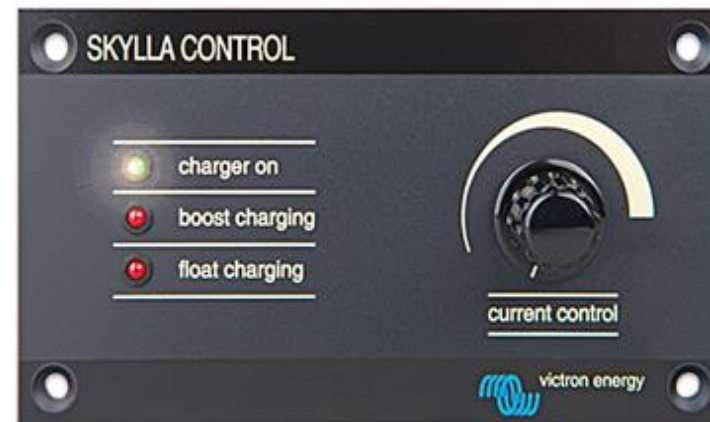 SKYLLA CONTROL
charger on
boost charging
float charging
current control
victron energy